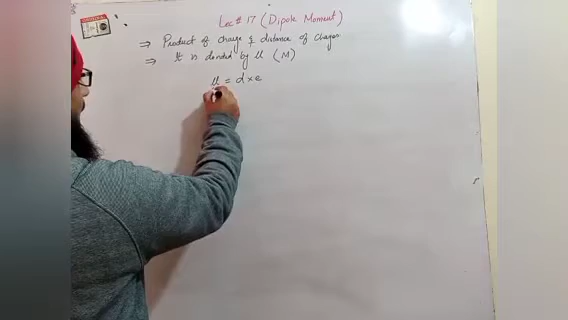 Lec # 17 (Dipole Moment)
⇒ Product of charge & distance of charges
⇒ It is denoted by µ (M)
µ = d × e